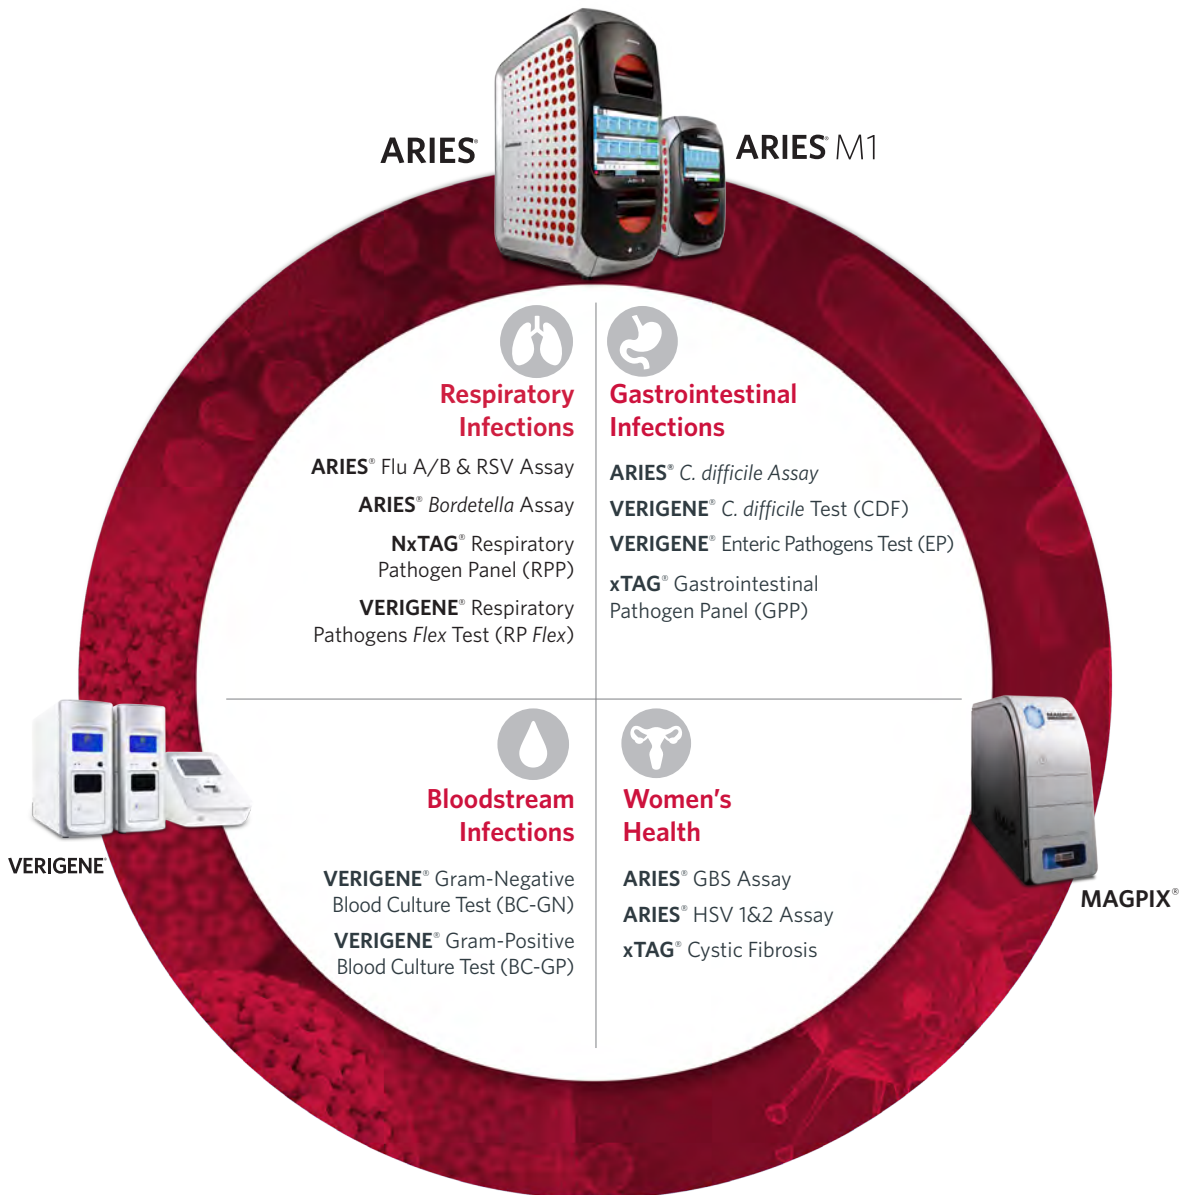 ARIES®
ARIES® M1
Respiratory
Infections
ARIES® Flu A/B & RSV Assay
ARIES® Bordetella Assay
NxTAG® Respiratory
Pathogen Panel (RPP)
VERIGENE® Respiratory
Pathogens Flex Test (RP Flex)
Gastrointestinal
Infections
ARIES® C. difficile Assay
VERIGENE® C. difficile Test (CDF)
VERIGENE® Enteric Pathogens Test (EP)
xTAG® Gastrointestinal
Pathogen Panel (GPP)
VERIGENE®
MAGPIX
MAGPIX®
Bloodstream
Infections
VERIGENE® Gram-Negative
Blood Culture Test (BC-GN)
VERIGENE® Gram-Positive
Blood Culture Test (BC-GP)
Women's
Health
ARIES® GBS Assay
ARIES® HSV 1&2 Assay
xTAG® Cystic Fibrosis